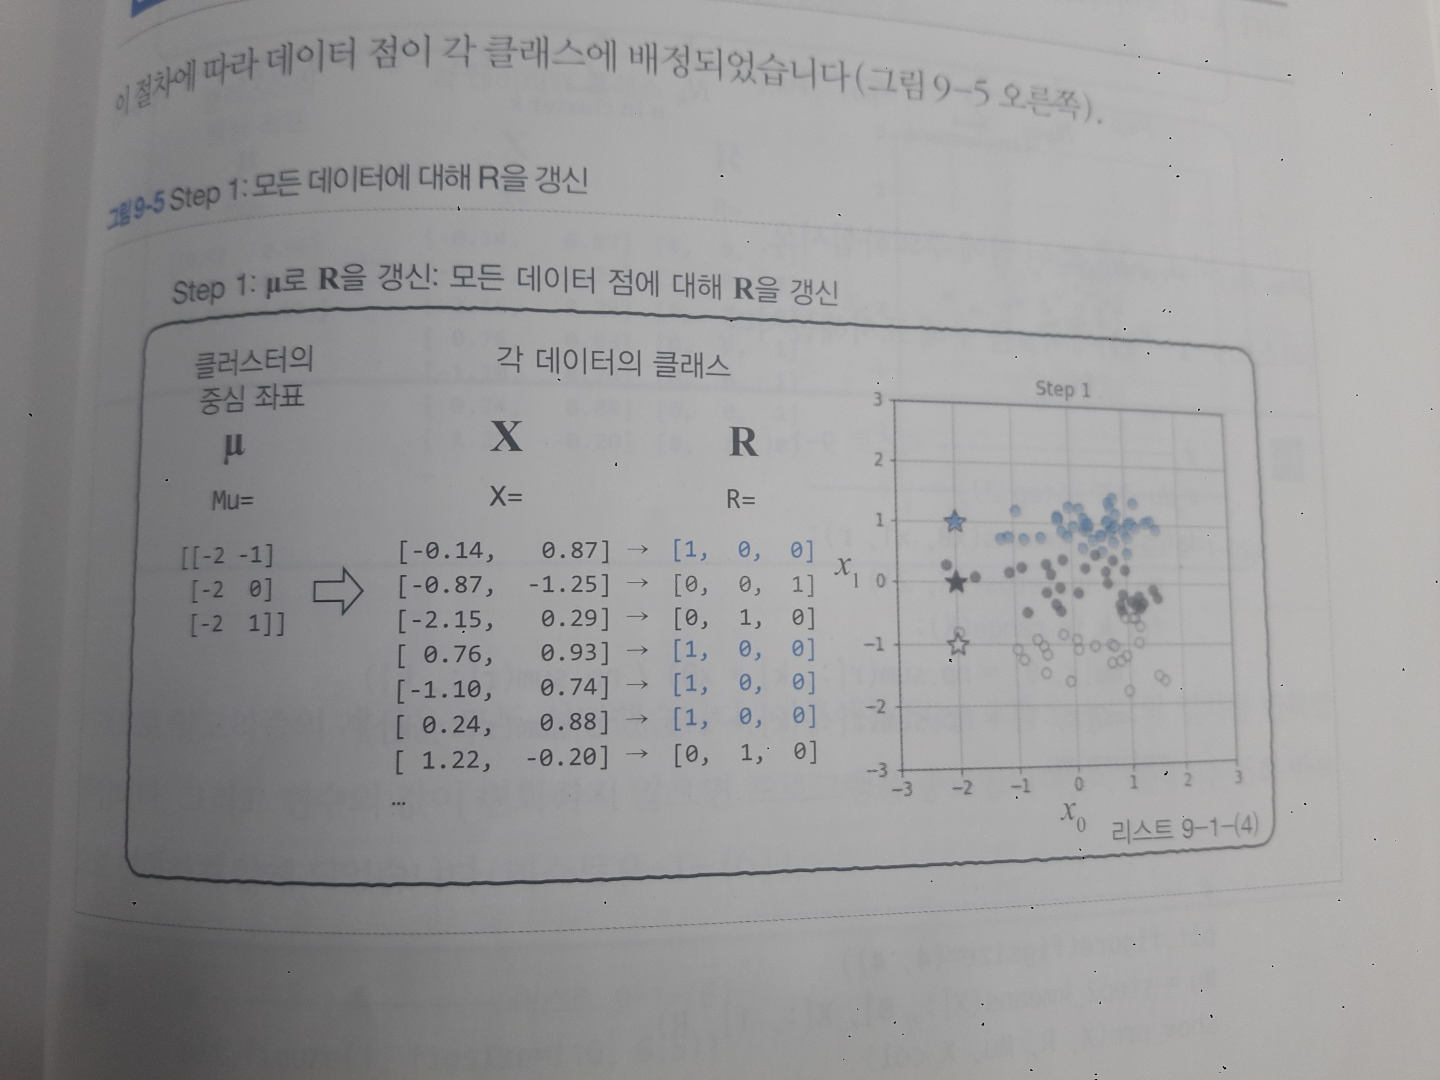 이 절차에 따라 데이터 점이 각 클래스에 배정되었습니다(그림 9-5 오른쪽).
그림 9-5 Step 1: 모든 데이터에 대해 R을 갱신
Step 1: μ로 R을 갱신: 모든 데이터 점에 대해 R을 갱신
클러스터의
중심 좌표
μ
Mu=
[[-2 -1]
[-2 0]
[-2 1]]
각 데이터의 클래스
X R
X= R=
[-0.14, 0.87] → [1, 0, 0]
[-0.87, -1.25] → [0, 0, 1]
[-2.15, 0.29] → [0, 1, 0]
[ 0.76, 0.93] → [1, 0, 0]
[-1.10, 0.74] → [1, 0, 0]
[ 0.24, 0.88] → [1, 0, 0]
[ 1.22, -0.20] → [0, 1, 0]
…
Step 1
3
2
1
x1 0
-1
-2
-3
-3 -2 -1 0 1 2 3
x0
리스트 9-1-(4)